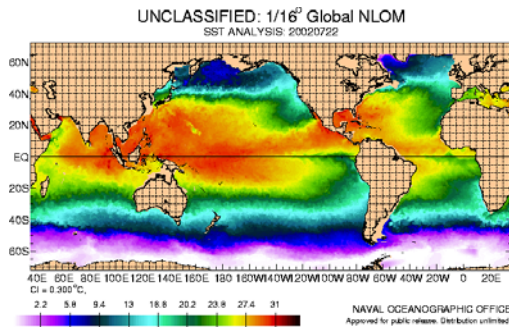 UNCLASSIFIED: 1/16° Global NLOM
SST ANALYSIS: 20020722
60N
40N
20N
EQ
20S
40S
60S
40E 60E 80E 100E 120E 140E 160E 180 160W 140W 120W 100W 80W 60W 40W 20W 0 20E
CI = 0.300°C,
2.2 5.8 9.4 13 16.6 20.2 23.8 27.4 31
NAVAL OCEANOGRAPHIC OFFICE
Approved for public release. Distribution unlimited